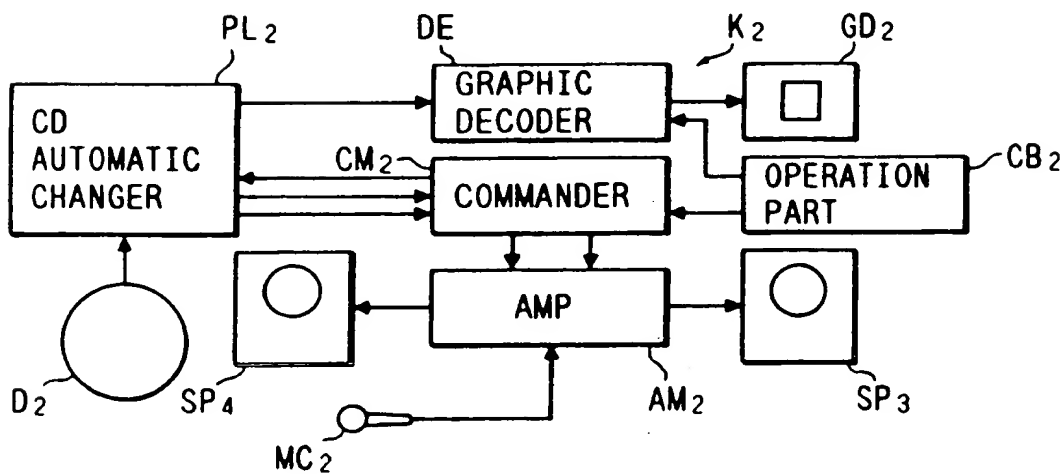 PL₂
DE
K₂
GD₂
CD
AUTOMATIC
CHANGER
GRAPHIC
DECODER
CM₂
COMMANDER
OPERATION
PART
CB₂
AMP
D₂
SP₄
MC₂
AM₂
SP₃